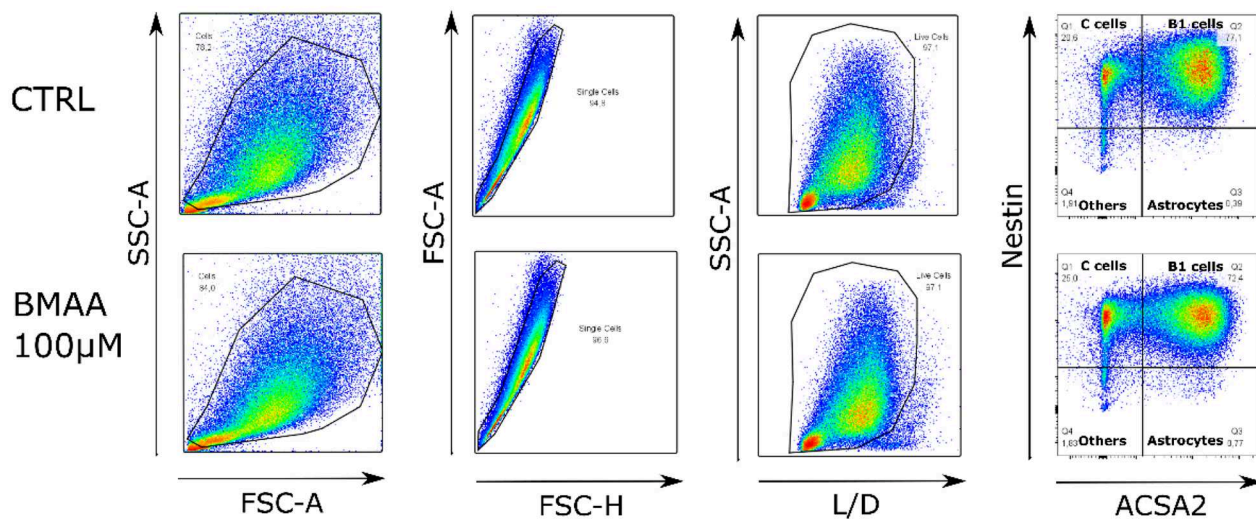 CTRL
SSC-A
Cells
78,2
FSC-A
Single Cells
94,8
SSC-A
Live Cells
97,1
Nestin
Q1
20,6
C cells
B1 cells
Q2
77,1
Q4
1,91
Others
Astrocytes
Q3
0,39
BMAA
100µM
Cells
84,0
Single Cells
96,6
Live Cells
97,1
Q1
25,0
C cells
B1 cells
Q2
72,4
Q4
1,83
Others
Astrocytes
Q3
0,77
FSC-A
FSC-H
L/D
ACSA2